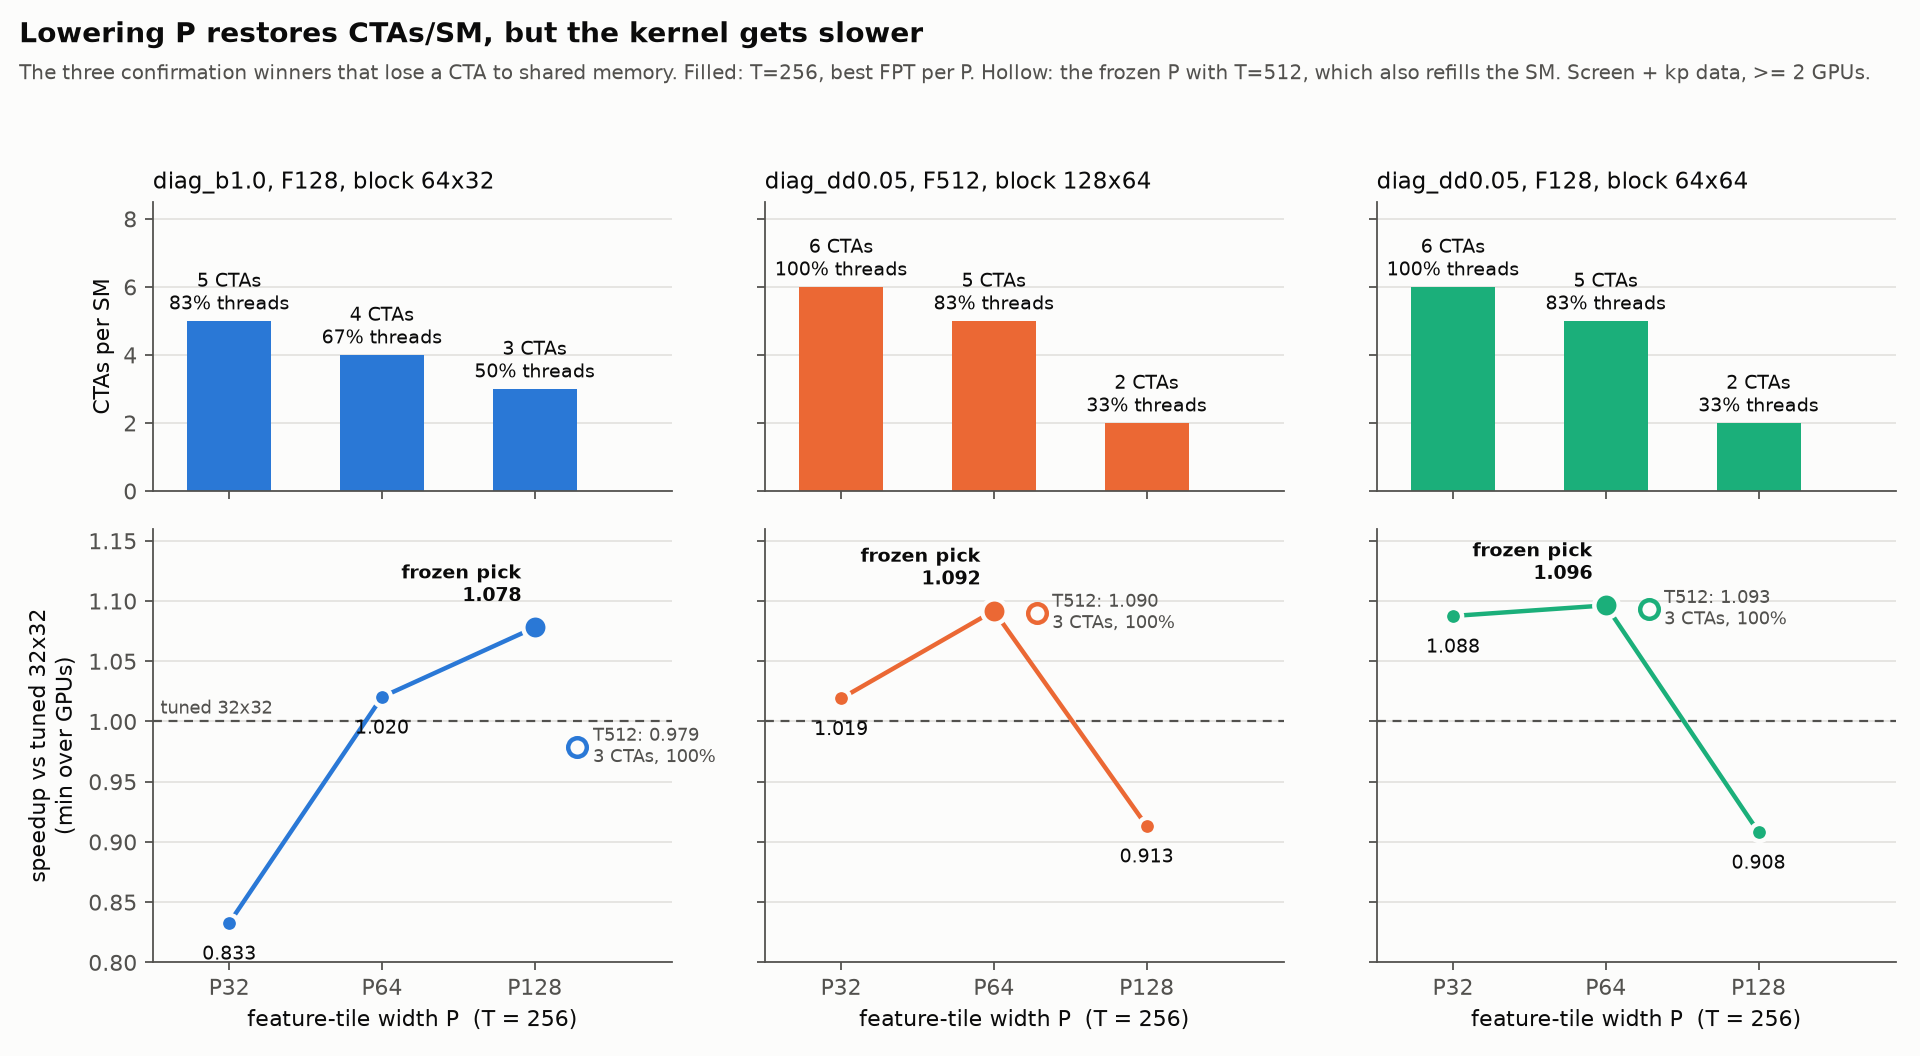 Lowering P restores CTAs/SM, but the kernel gets slower
The three confirmation winners that lose a CTA to shared memory. Filled: T=256, best FPT per P. Hollow: the frozen P with T=512, which also refills the SM. Screen + kp data, >= 2 GPUs.
diag_b1.0, F128, block 64x32
CTAs per SM
8
6
4
2
0
5 CTAs
83% threads
4 CTAs
67% threads
3 CTAs
50% threads
diag_dd0.05, F512, block 128x64
6 CTAs
100% threads
5 CTAs
83% threads
2 CTAs
33% threads
diag_dd0.05, F128, block 64x64
6 CTAs
100% threads
5 CTAs
83% threads
2 CTAs
33% threads
speedup vs tuned 32x32
(min over GPUs)
1.15
1.10
1.05
1.00
0.95
0.90
0.85
0.80
frozen pick
1.078
tuned 32x32
1.020
T512: 0.979
3 CTAs, 100%
0.833
P32
P64
P128
feature-tile width P (T = 256)
frozen pick
1.092
T512: 1.090
3 CTAs, 100%
1.019
0.913
P32
P64
P128
feature-tile width P (T = 256)
frozen pick
1.096
T512: 1.093
3 CTAs, 100%
1.088
0.908
P32
P64
P128
feature-tile width P (T = 256)